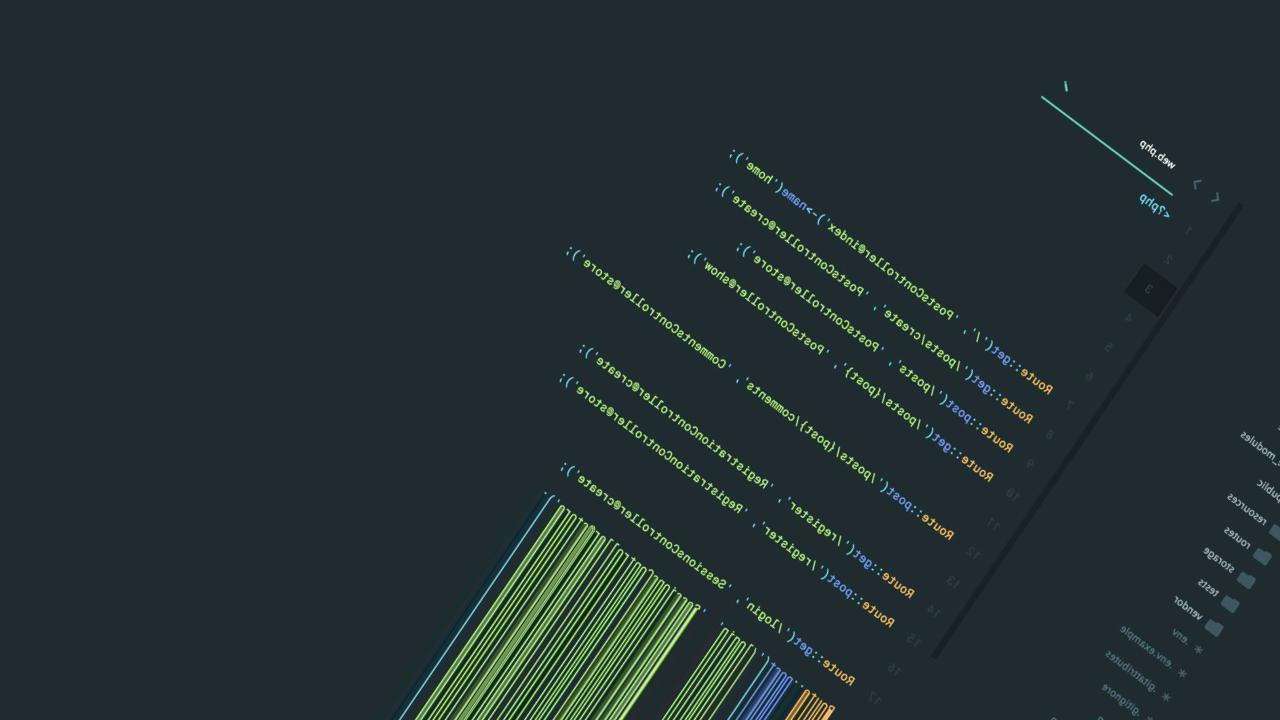 web.php
<?php
1
2
3
4
5
6
7
8
9
10
11
12
13
14
15
16
17
Route::get('/', 'PostsController@index')->name('home');
Route::get('/posts/create', 'PostsController@create');
Route::post('/posts', 'PostsController@store');
Route::get('/posts/{post}', 'PostsController@show');
Route::post('/posts/{post}/comments', 'CommentsController@store');
Route::get('/register', 'RegistrationController@create');
Route::post('/register', 'RegistrationController@store');
Route::get('/login', 'SessionsController@create');
resources
routes
storage
tests
vendor
.env
.env.example
.gitattributes
.gitignore